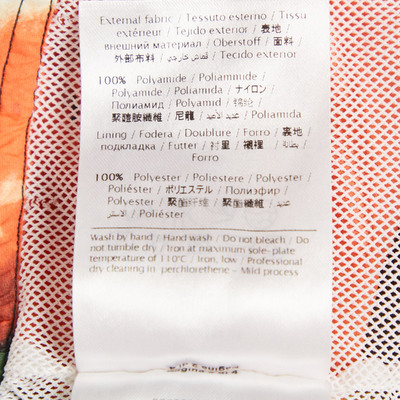 External fabric / Tessuto esterno / Tissu
extérieur / Tejido exterior / 表地 /
внешний материал / Oberstoff / 面料 /
外部布料 / قماش خارجي / Tecido exterior
100% Polyamide / Poliammide /
Polyamide / Poliamida / ナイロン /
Полиамид / Polyamid / 锦纶 /
聚醯胺纖維 / 尼龍 / / Poliamida
Lining / Fodera / Doublure / Forro / 裏地 /
подкладка / Futter / 衬里 / 襯裡 /
Forro
100% Polyester / Poliestere / Polyester /
Poliéster / ポリエステル / Полиэфир /
Polyester / 聚酯纤维 / 聚酯纖維 /
/ Poliéster
Wash by hand / Hand wash / Do not bleach / Do
not tumble dry / Iron at maximum sole- plate
temperature of 110°C / Iron, low / Professional
dry cleaning in perchlorethene – Mild process